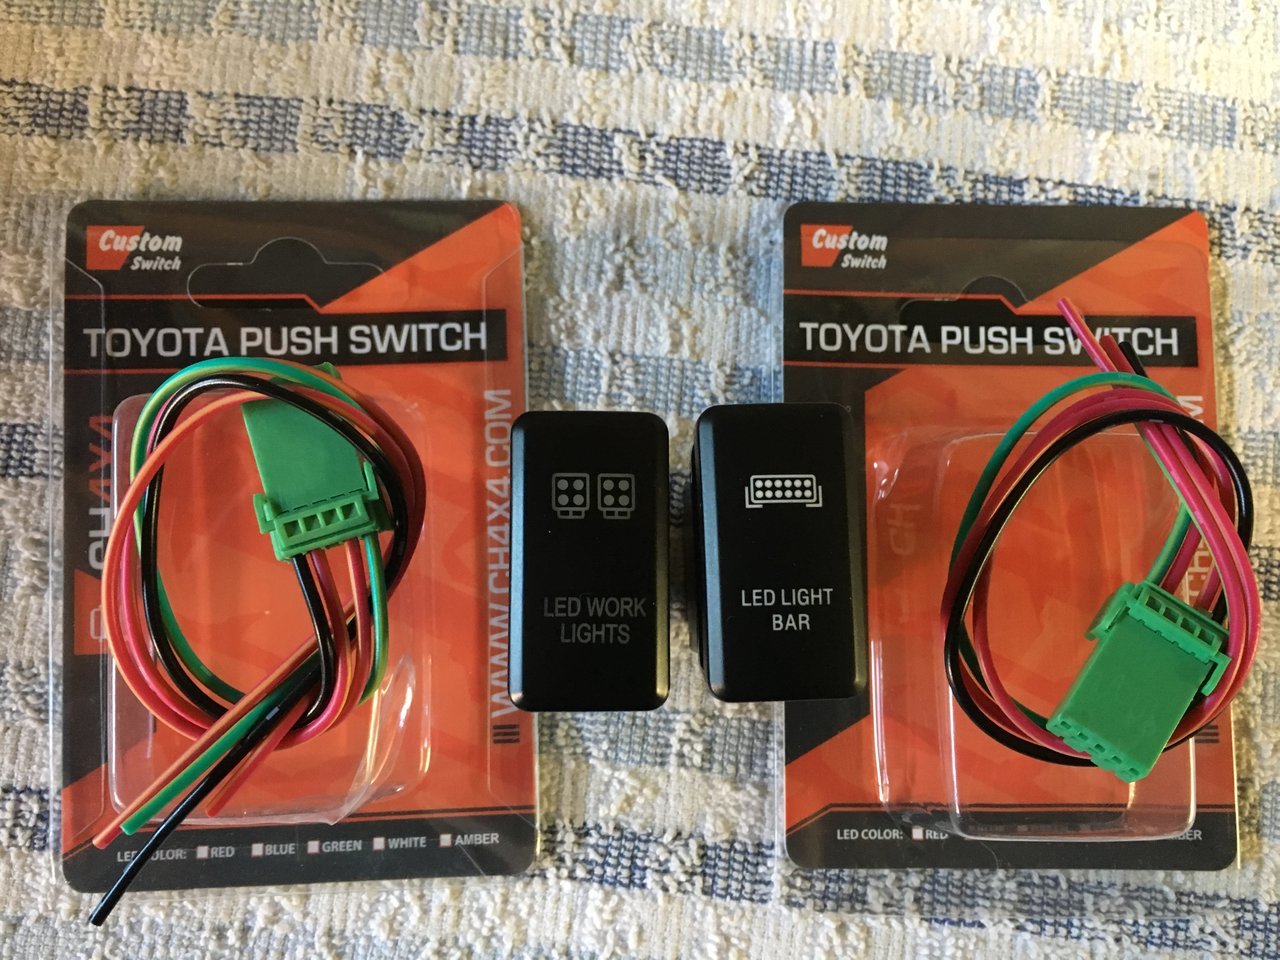 Custom
Switch
TOYOTA PUSH SWITCH
CH4X4
WWW.CH4X4.COM
LED COLOR: RED BLUE GREEN WHITE AMBER
LED WORK
LIGHTS
LED LIGHT
BAR
Custom
Switch
TOYOTA PUSH SWITCH
LED COLOR: RED